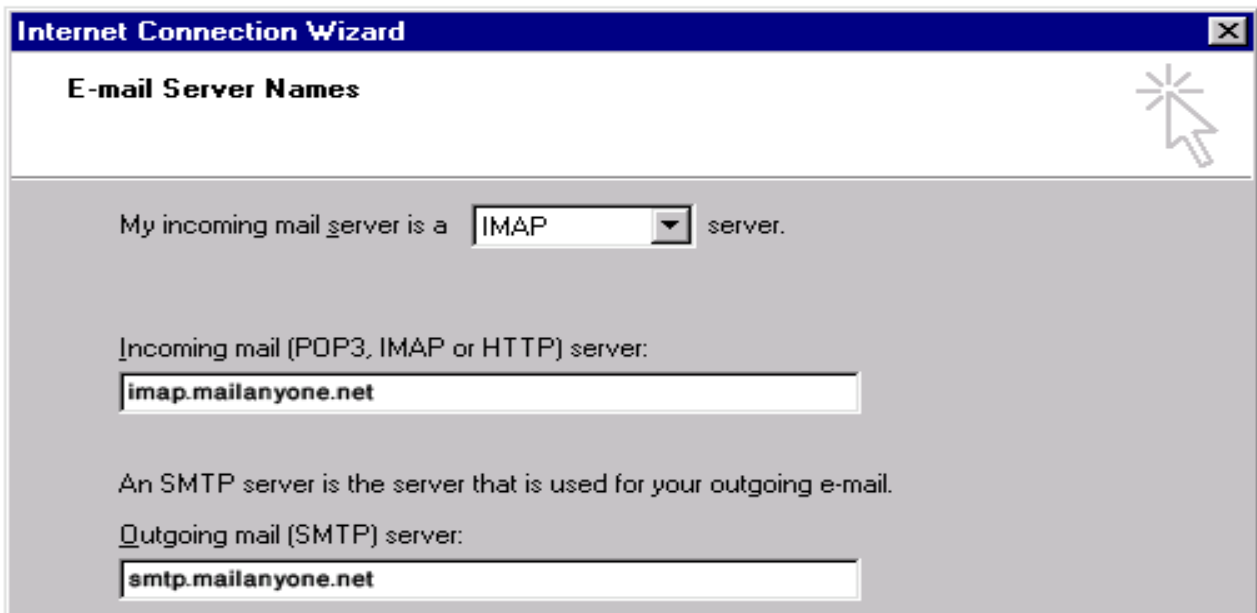 Internet Connection Wizard
E-mail Server Names
My incoming mail server is a IMAP server.
Incoming mail (POP3, IMAP or HTTP) server:
imap.mailanyone.net
An SMTP server is the server that is used for your outgoing e-mail.
Outgoing mail (SMTP) server:
smtp.mailanyone.net